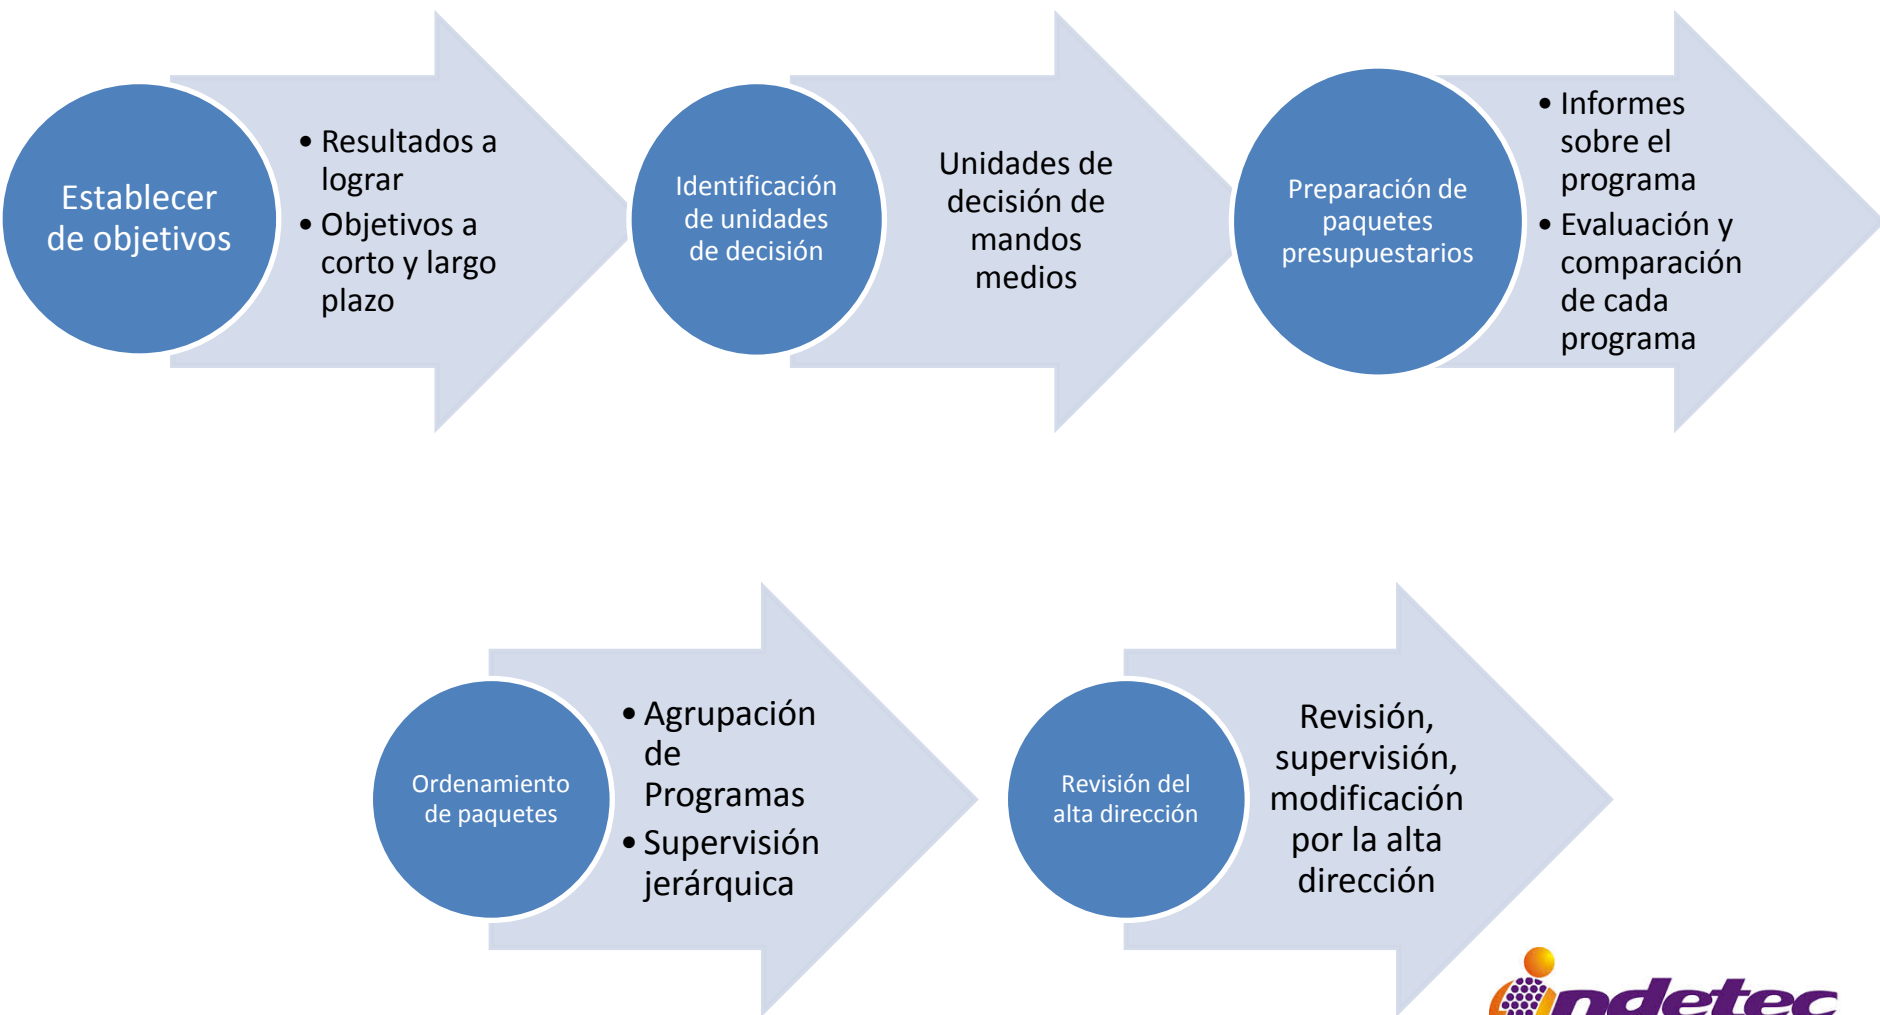 Establecer
de objetivos
• Resultados a
lograr
• Objetivos a
corto y largo
plazo
Identificación
de unidades
de decisión
Unidades de
decisión de
mandos
medios
Preparación de
paquetes
presupuestarios
• Informes
sobre el
programa
• Evaluación y
comparación
de cada
programa
Ordenamiento
de paquetes
• Agrupación
de
Programas
• Supervisión
jerárquica
Revisión del
alta dirección
Revisión,
supervisión,
modificación
por la alta
dirección
indetec